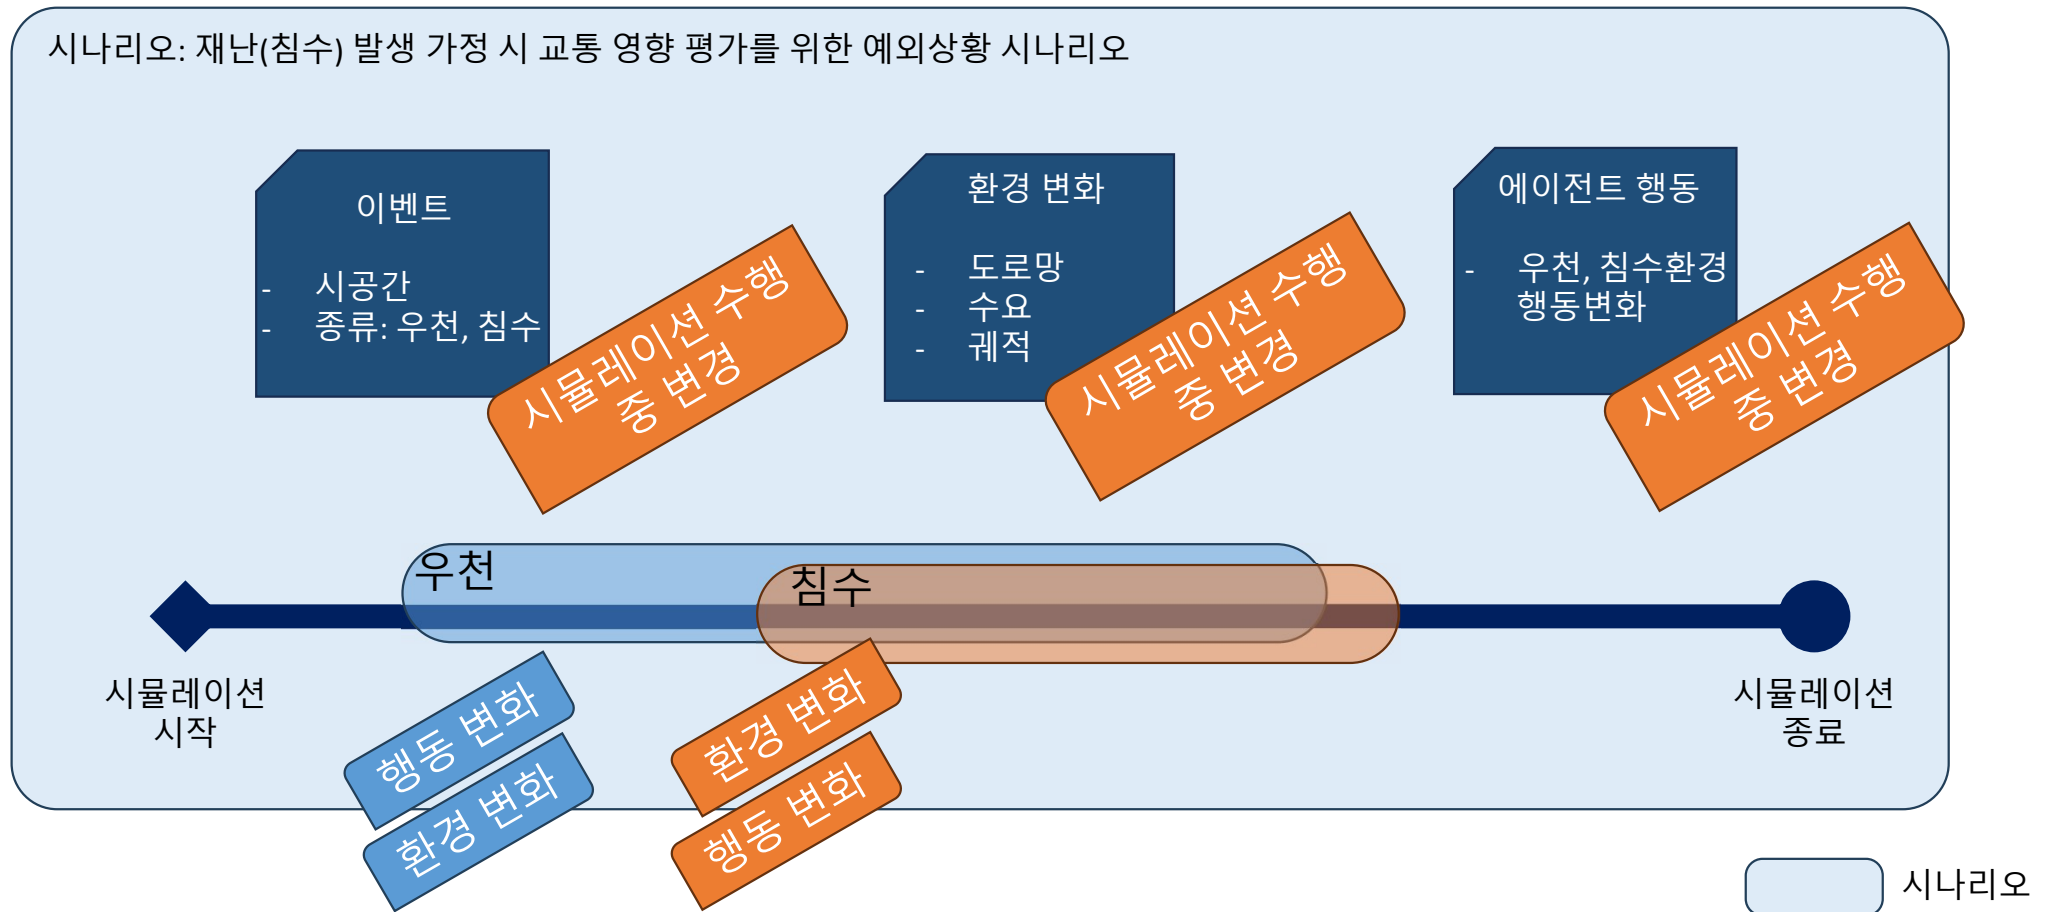 시나리오: 재난(침수) 발생 가정 시 교통 영향 평가를 위한 예외상황 시나리오
이벤트
- 시공간
- 종류: 우천, 침수
시뮬레이션 수행
중 변경
환경 변화
- 도로망
- 수요
- 궤적
시뮬레이션 수행
중 변경
에이전트 행동
- 우천, 침수환경
행동변화
시뮬레이션 수행
중 변경
우천
침수
시뮬레이션
시작
행동 변화
환경 변화
환경 변화
행동 변화
시뮬레이션
종료
시나리오